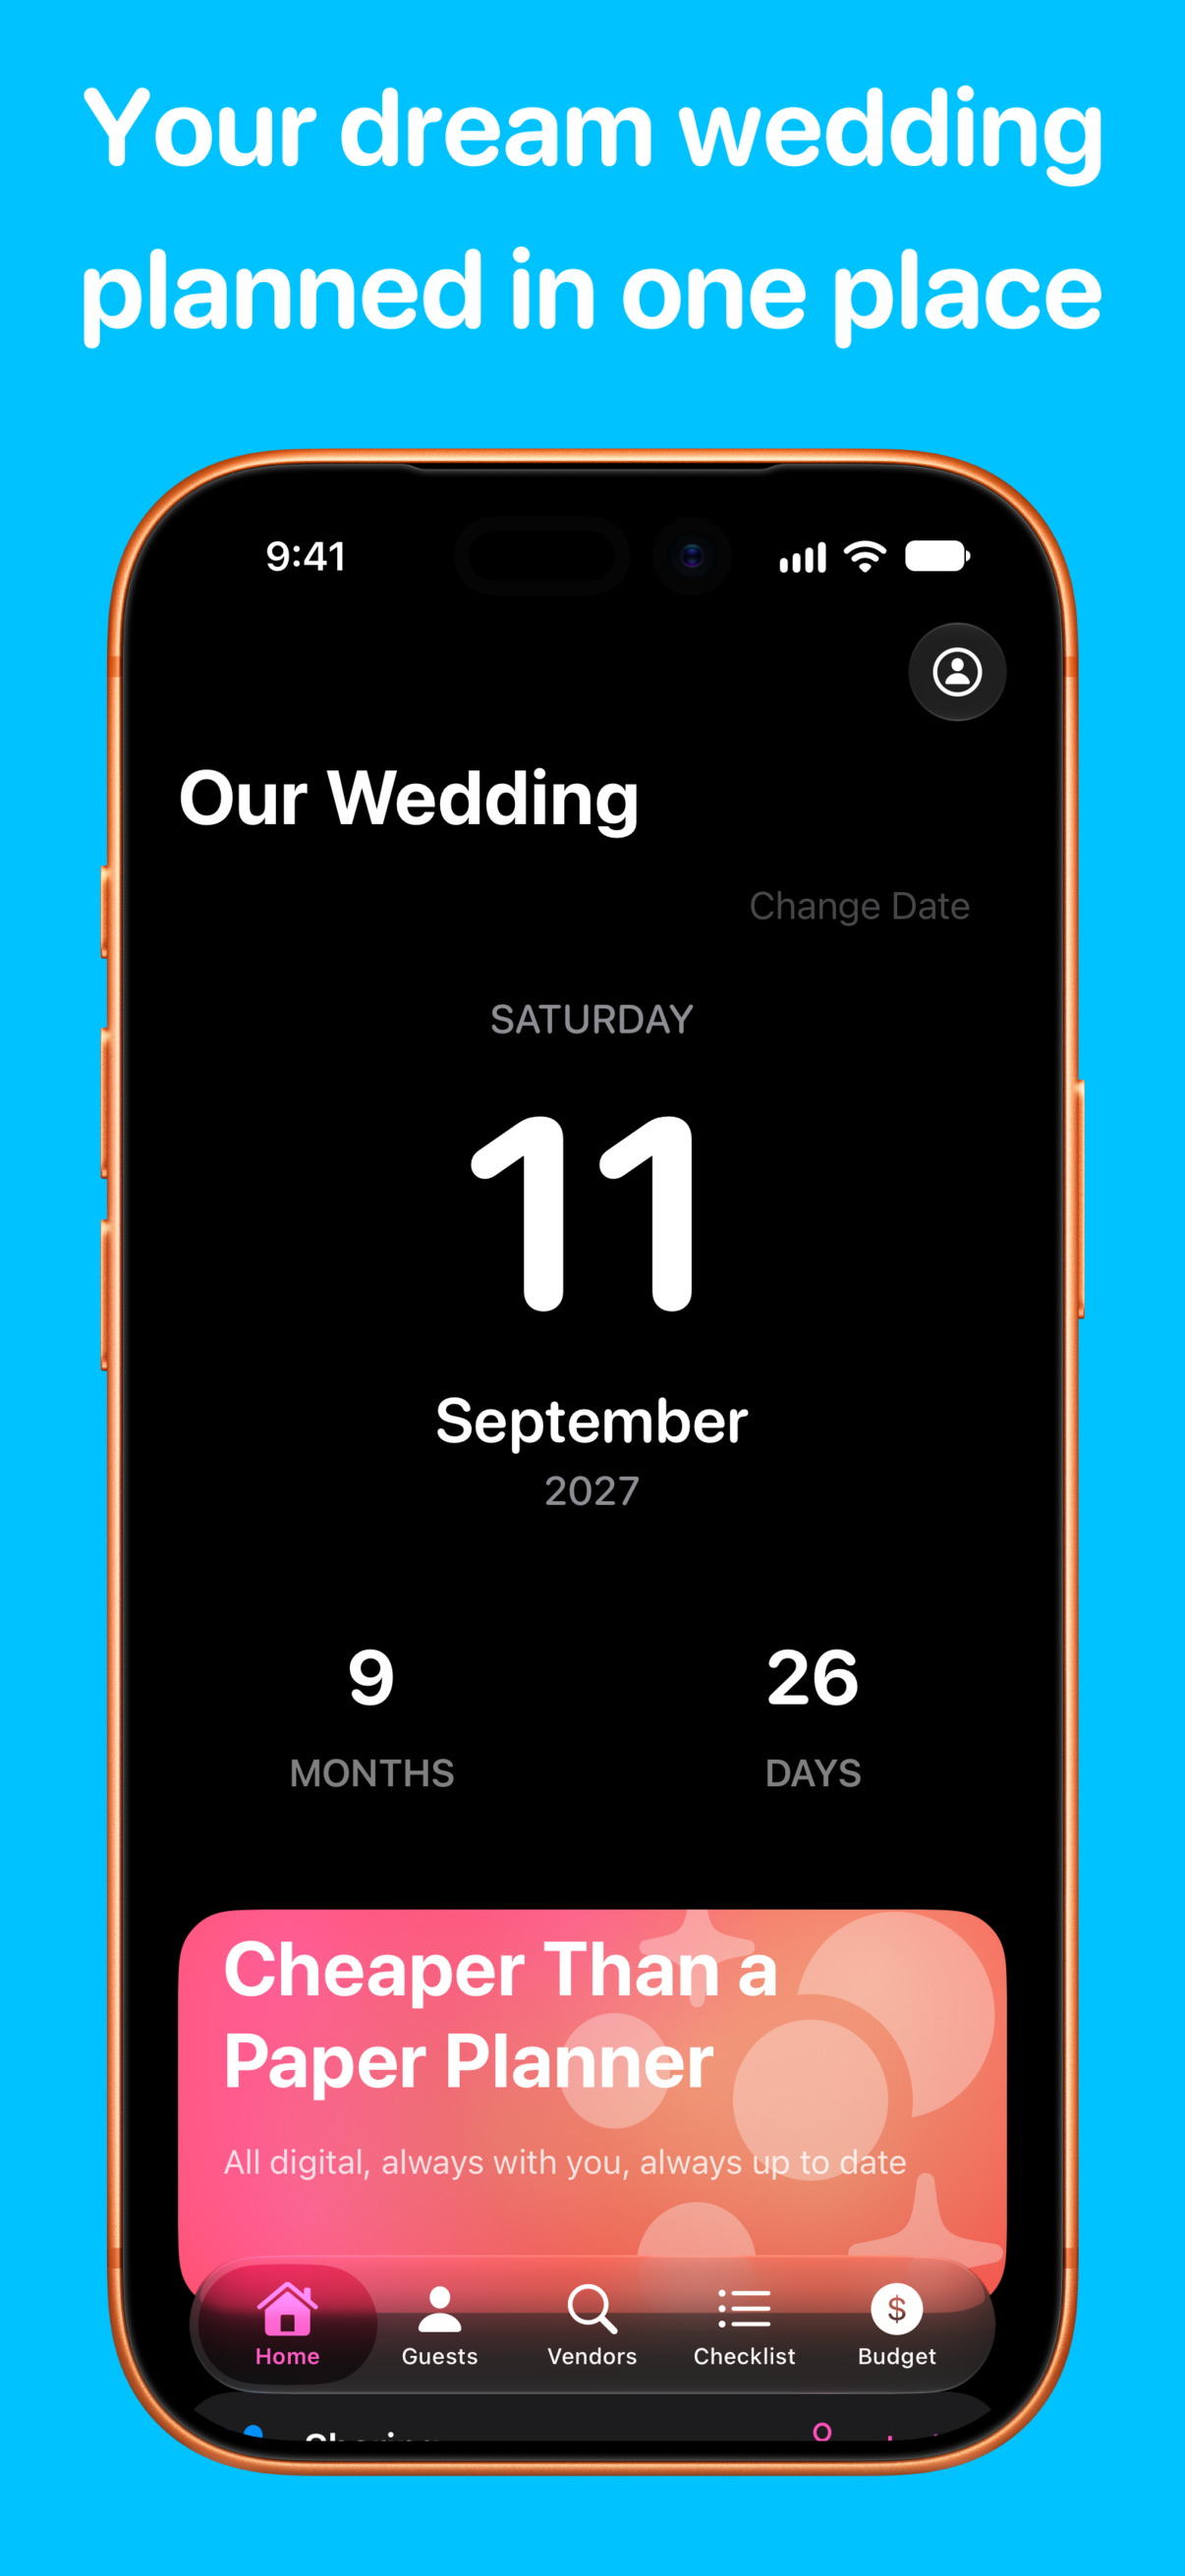 Your dream wedding
planned in one place
9:41
Our Wedding
Change Date
SATURDAY
11
September
2027
9
26
MONTHS
DAYS
Cheaper Than a
Paper Planner
All digital, always with you, always up to date
$
Home
Guests
Vendors
Checklist
Budget